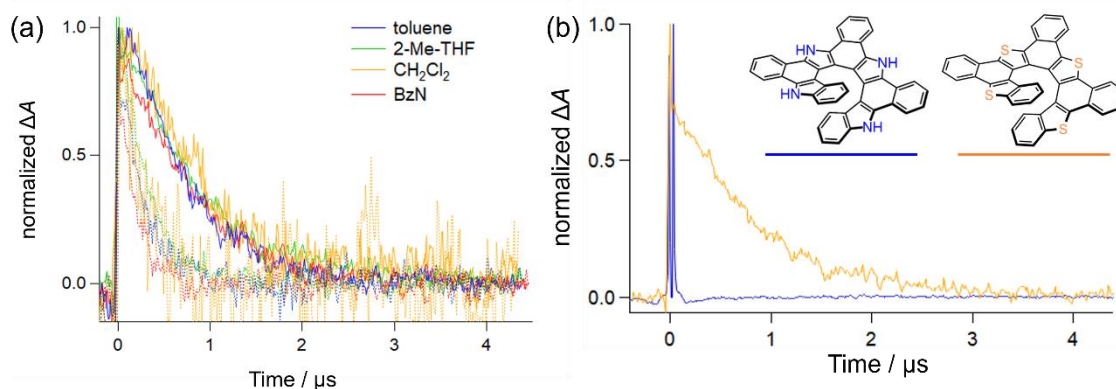 (a)
toluene
2-Me-THF
CH₂Cl₂
BzN
normalized ΔA
1.0
0.5
0.0
0
1
2
3
4
Time / μs
(b)
normalized ΔA
1.0
0.5
0.0
0
1
2
3
4
Time / μs
HN
NH
HN
NH
S
S
S
S